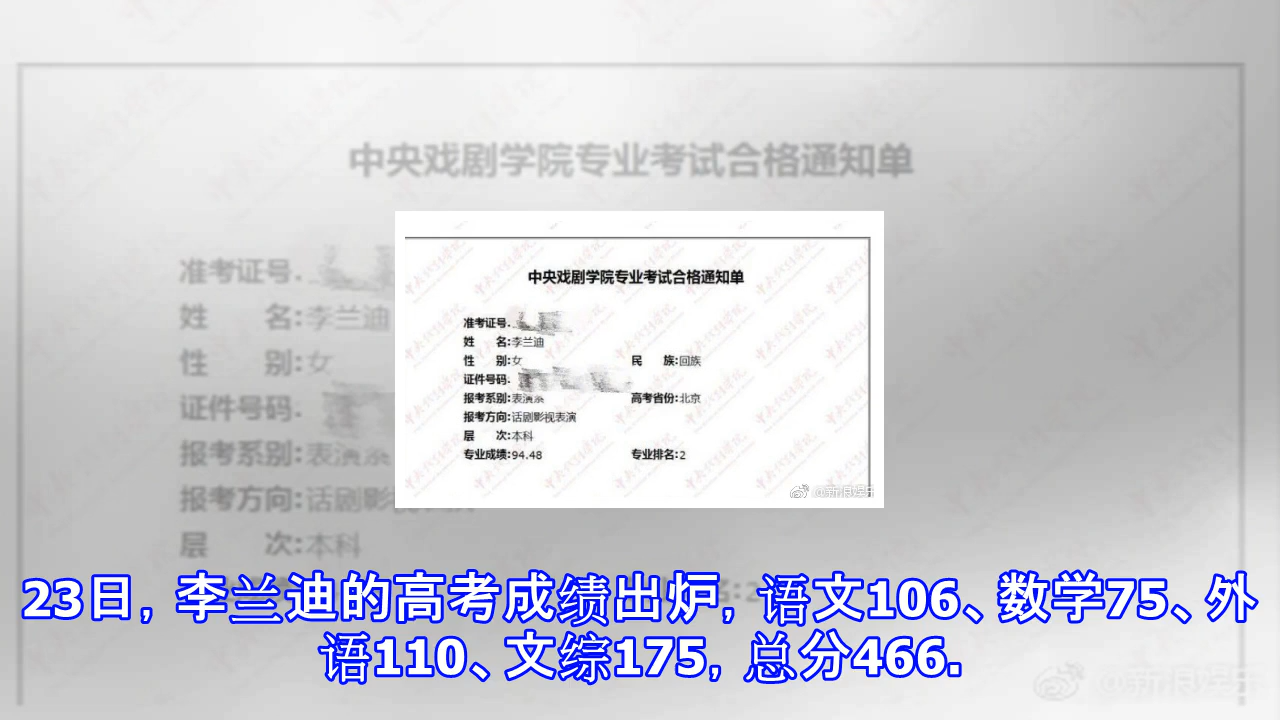 中央戏剧学院专业考试合格通知单
准考证号.
姓 名:李兰迪
性 别:女
证件号码.
报考系别:表演系
报考方向:话剧影
层 次:本科
中央戏剧学院专业考试合格通知单
准考证号.
姓 名:李兰迪
性 别:女 民 族:回族
证件号码.
报考系别:表演系 高考省份:北京
报考方向:话剧影视表演
层 次:本科
专业成绩:94.48 专业排名:2
@新浪娱乐
23日, 李兰迪的高考成绩出炉, 语文106、数学75、外
语110、文综175, 总分466.
@新浪娱乐